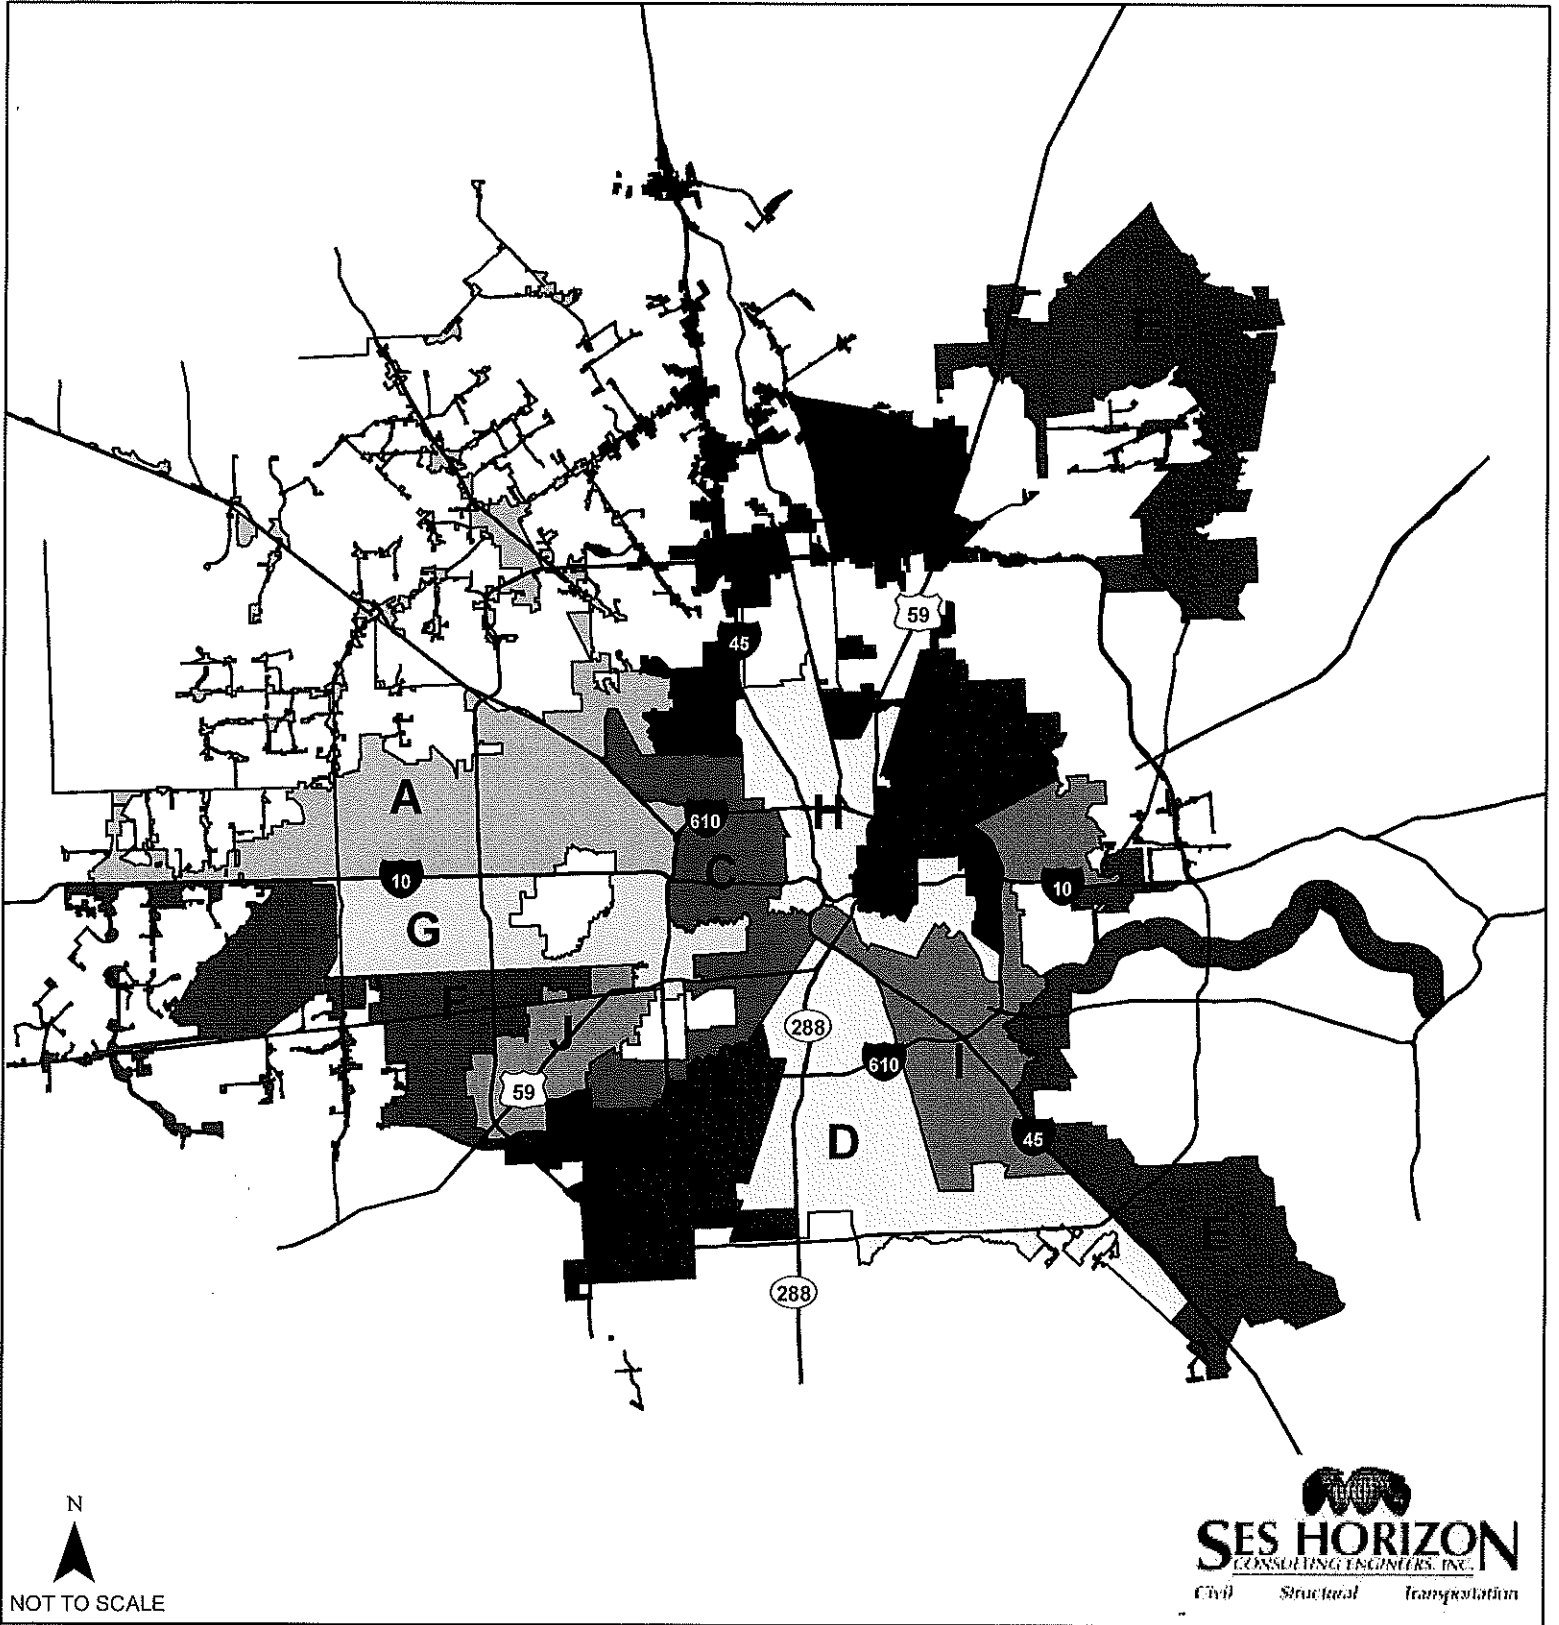 59
45
A
H
610
C
10
10
G
F
J
288
59
610
I
D
45
E
288
N
NOT TO SCALE
SES HORIZON
CONSULTING ENGINEERS, INC.
Civil Structural Transportation